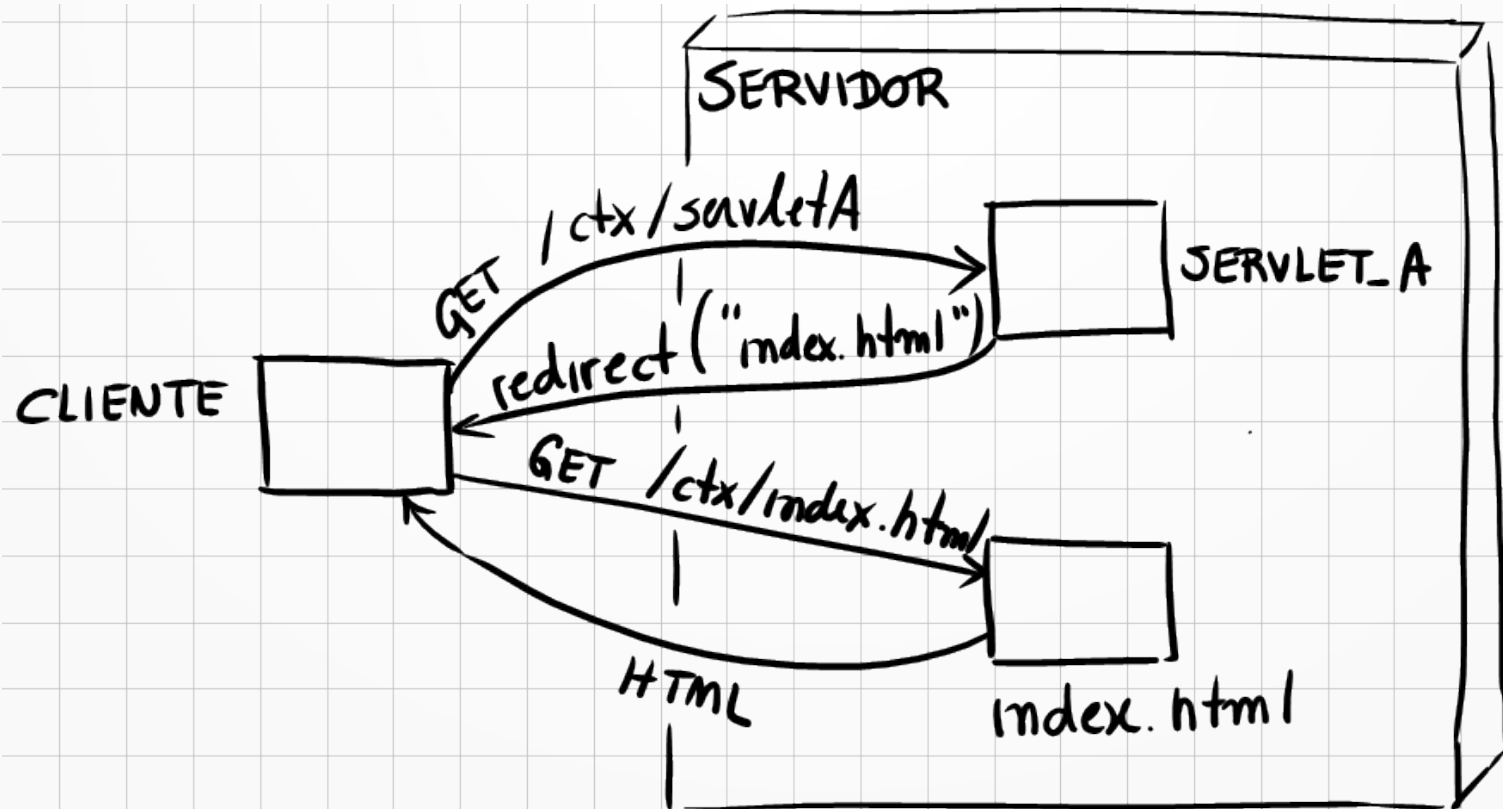 SERVIDOR
GET /ctx/servletA
SERVLET_A
redirect ("index.html")
CLIENTE
GET /ctx/index.html
HTML
index.html